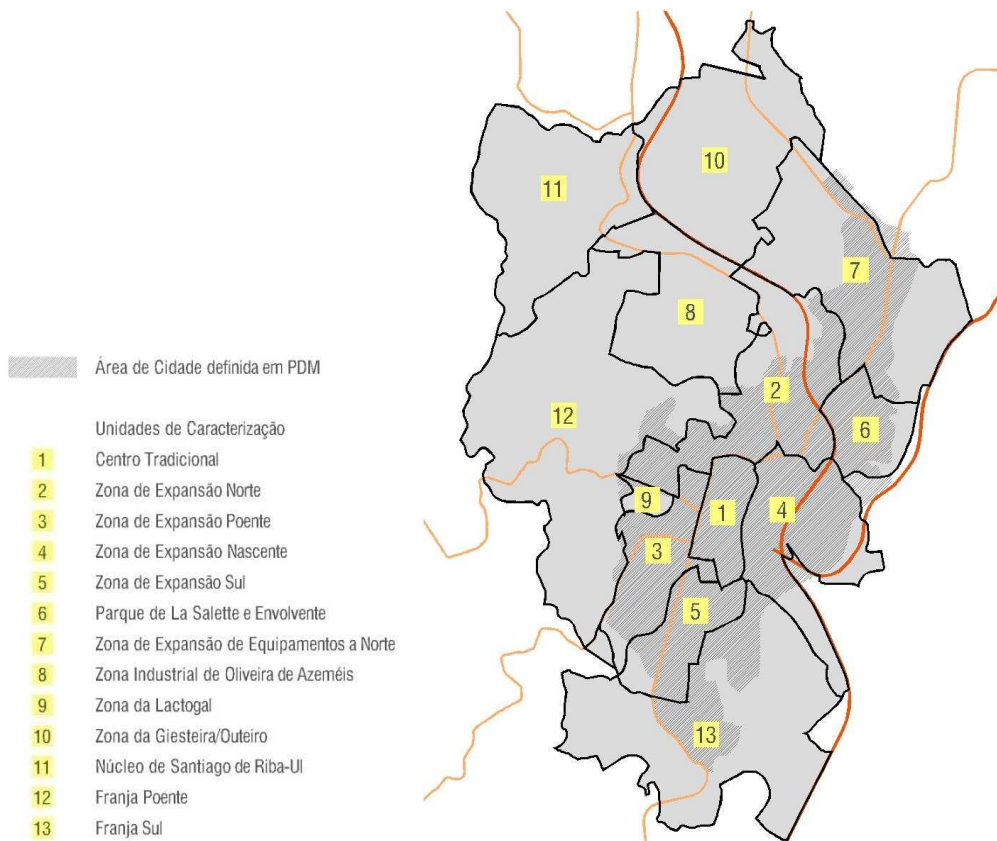 Área de Cidade definida em PDM
Unidades de Caracterização
1 Centro Tradicional
2 Zona de Expansão Norte
3 Zona de Expansão Poente
4 Zona de Expansão Nascente
5 Zona de Expansão Sul
6 Parque de La Salette e Envolvente
7 Zona de Expansão de Equipamentos a Norte
8 Zona Industrial de Oliveira de Azeméis
9 Zona da Lactogal
10 Zona da Giesteira/Outeiro
11 Núcleo de Santiago de Riba-Ul
12 Franja Poente
13 Franja Sul
10
11
7
8
2
12
6
9
1
4
3
5
13